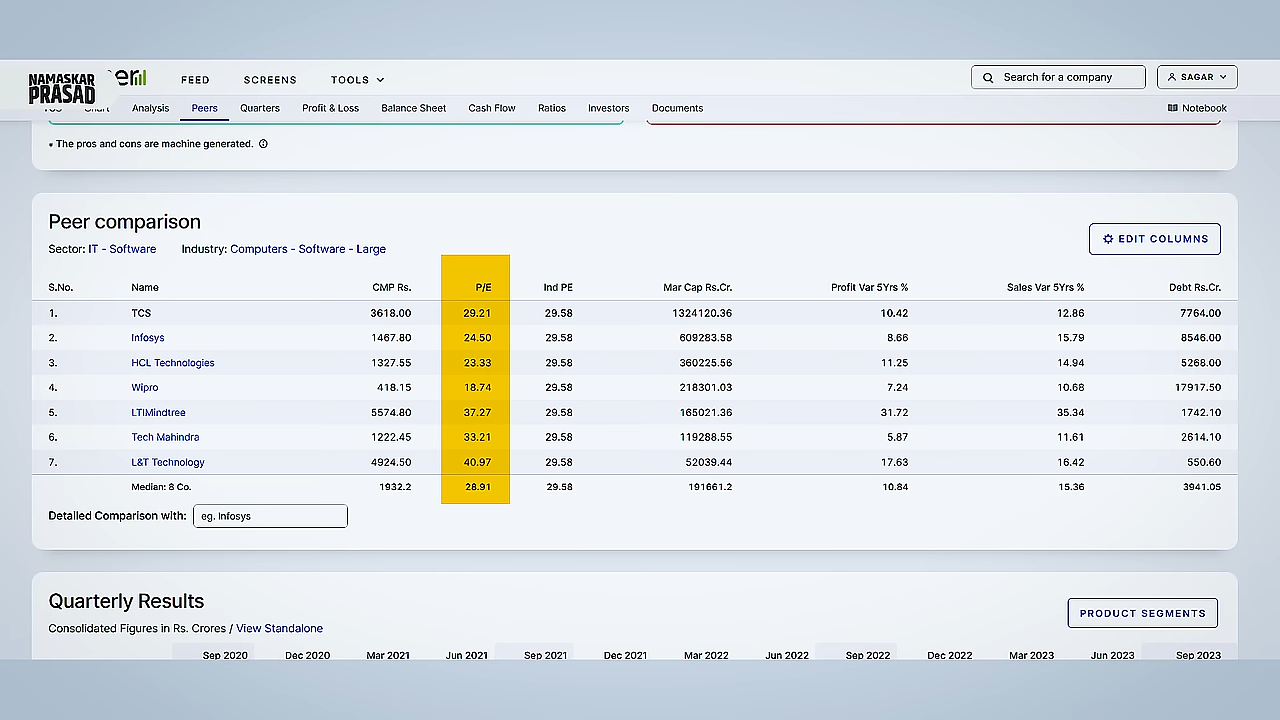 NAMASKAR
PRASAD
FEED SCREENS TOOLS Search for a company SAGAR
Analysis Peers Quarters Profit & Loss Balance Sheet Cash Flow Ratios Investors Documents Notebook
* The pros and cons are machine generated.
Peer comparison
Sector: IT - Software Industry: Computers - Software - Large
EDIT COLUMNS
S.No. Name CMP Rs. P/E Ind PE Mar Cap Rs.Cr. Profit Var 5Yrs % Sales Var 5Yrs % Debt Rs.Cr.
1. TCS 3618.00 29.21 29.58 1324120.36 10.42 12.86 7764.00
2. Infosys 1467.80 24.50 29.58 609283.58 8.66 15.79 8546.00
3. HCL Technologies 1327.55 23.33 29.58 360225.56 11.25 14.94 5268.00
4. Wipro 418.15 18.74 29.58 218301.03 7.24 10.68 17917.50
5. LTIMindtree 5574.80 37.27 29.58 165021.36 31.72 35.34 1742.10
6. Tech Mahindra 1222.45 33.21 29.58 119288.55 5.87 11.61 2614.10
7. L&T Technology 4924.50 40.97 29.58 52039.44 17.63 16.42 550.60
Median: 8 Co. 1932.2 28.91 29.58 191661.2 10.84 15.36 3941.05
Detailed Comparison with: eg. Infosys
Quarterly Results
PRODUCT SEGMENTS
Consolidated Figures in Rs. Crores / View Standalone
Sep 2020 Dec 2020 Mar 2021 Jun 2021 Sep 2021 Dec 2021 Mar 2022 Jun 2022 Sep 2022 Dec 2022 Mar 2023 Jun 2023 Sep 2023